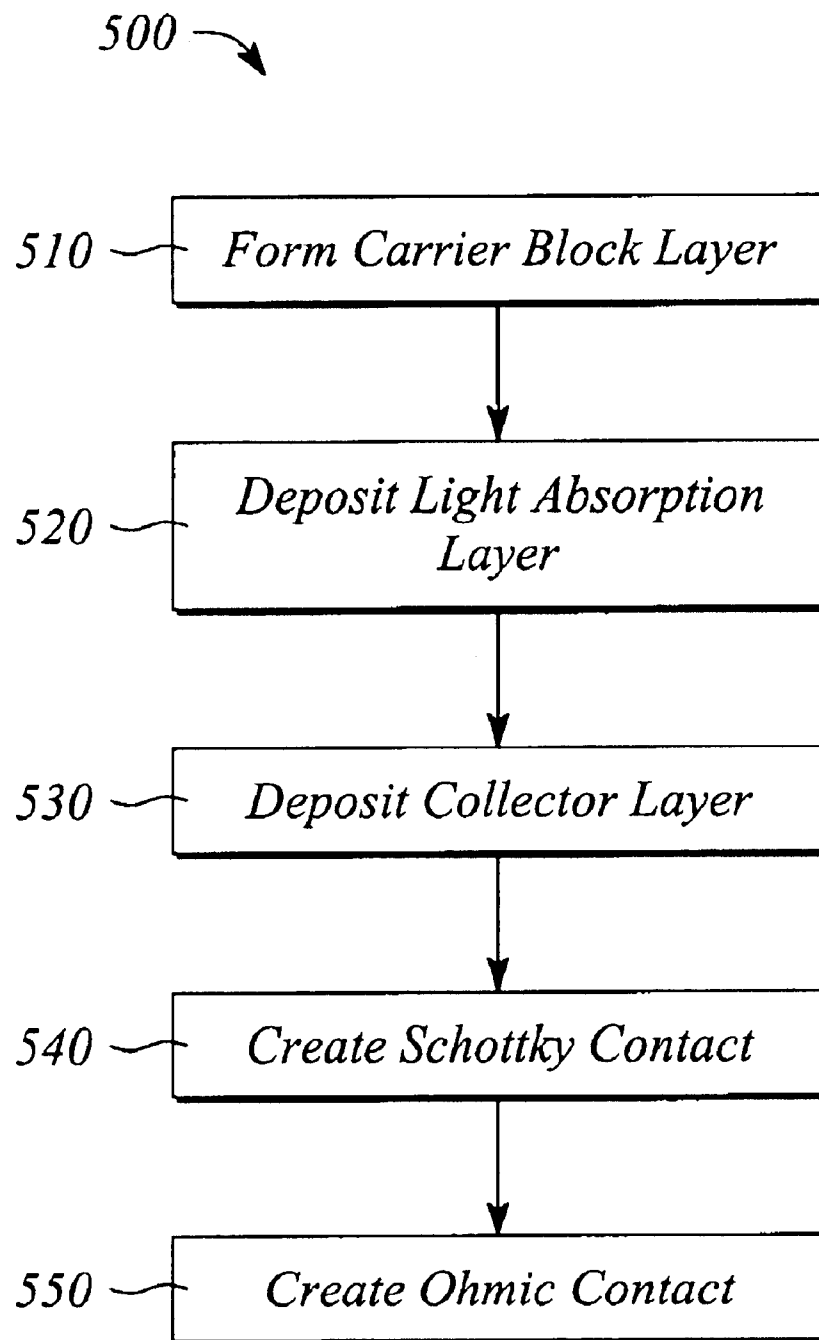 500
510 Form Carrier Block Layer
520 Deposit Light Absorption
Layer
530 Deposit Collector Layer
540 Create Schottky Contact
550 Create Ohmic Contact